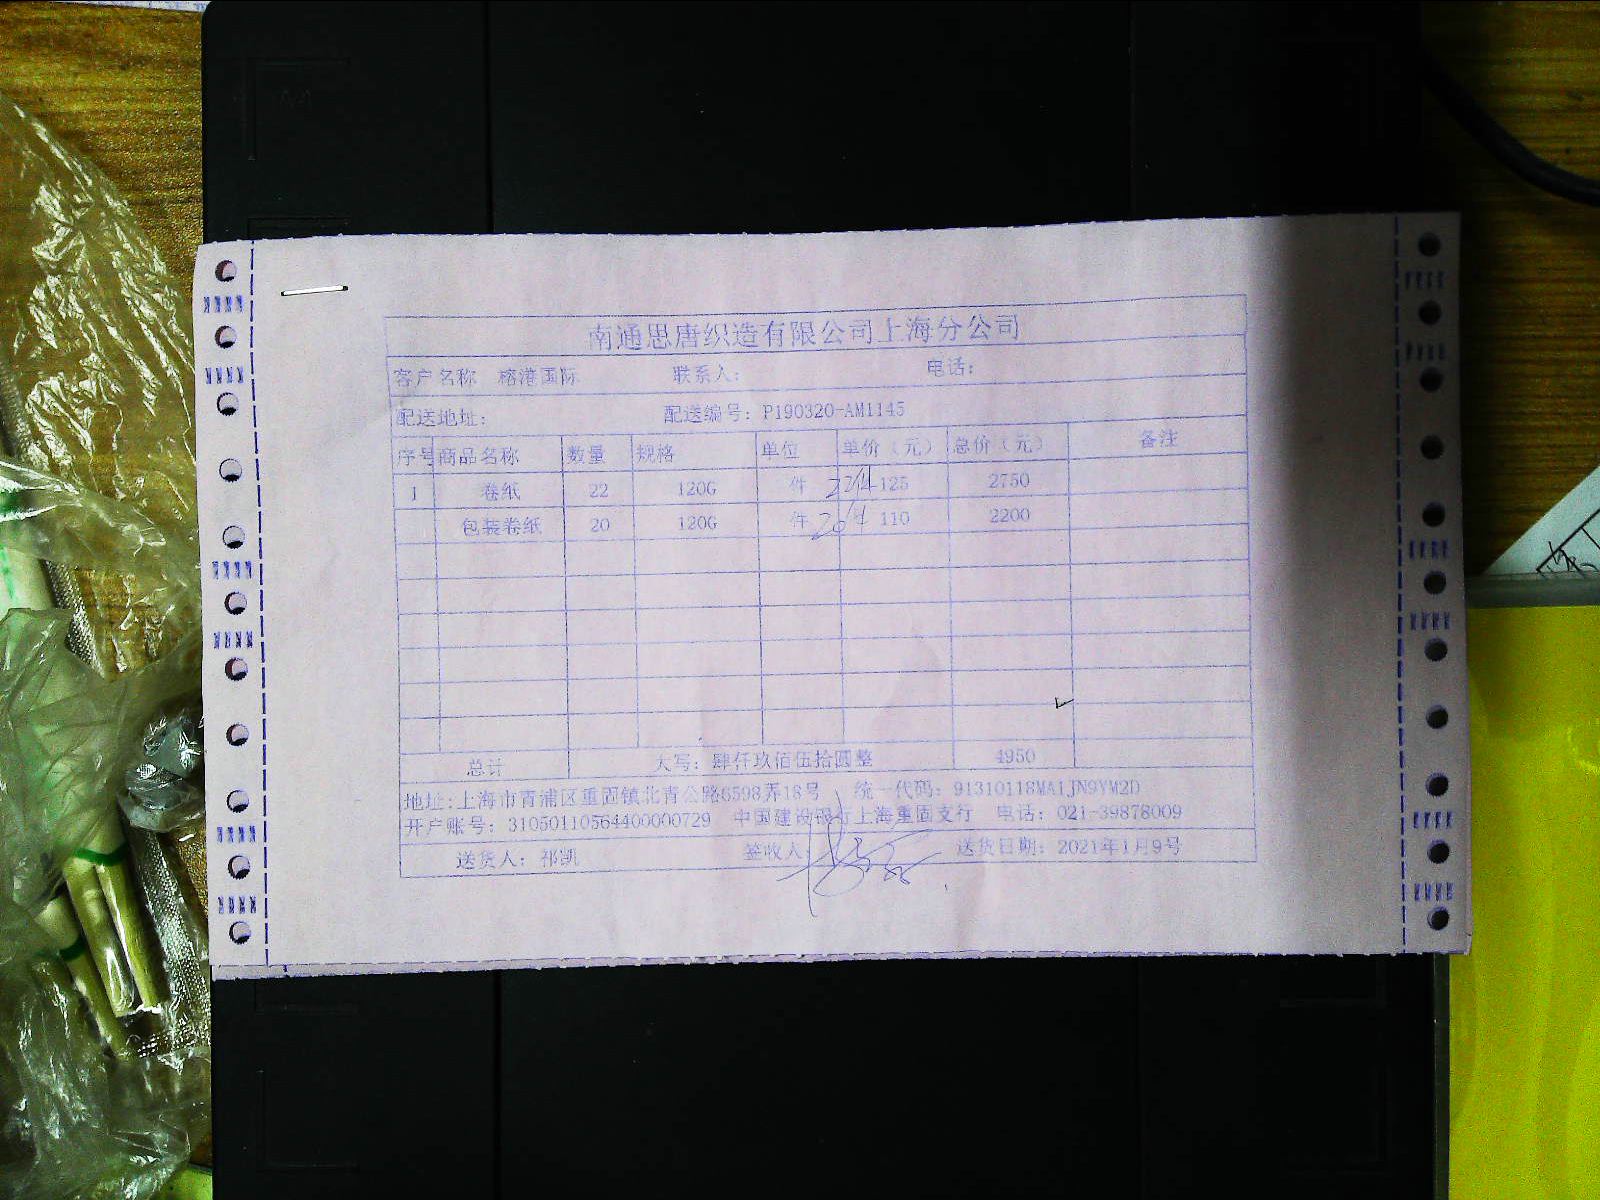 南通思唐织造有限公司上海分公司
客户名称 榕港国际 联系人: 电话:
配送地址: 配送编号: P190320-AM1145
序号 商品名称 数量 规格 单位 单价(元) 总价(元) 备注
1 卷纸 22 120G 件 22件 125 2750
包装卷纸 20 120G 件 20件 110 2200
总计 大写: 肆仟玖佰伍拾圆整 4950
地址:上海市青浦区重固镇北青公路6598弄18号 统一代码: 91310118MA1JN9YM2D
开户账号: 31050110564400000729 中国建设银行上海重固支行 电话: 021-39878009
送货人: 祁凯 签收人 送货日期: 2021年1月9号